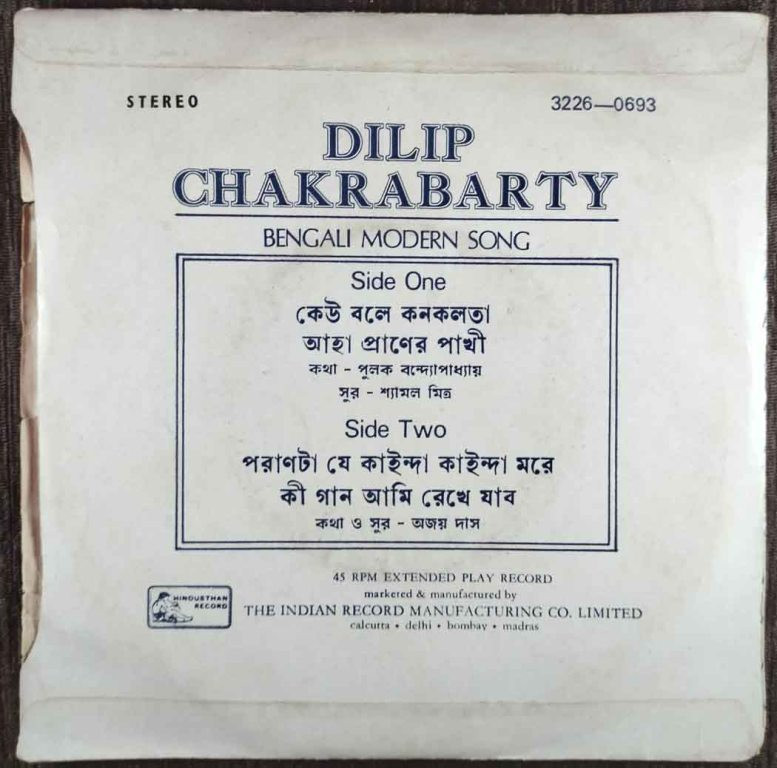 STEREO
3226—0693
DILIP
CHAKRABARTY
BENGALI MODERN SONG
Side One
কেউ বলে কনকলতা
আহা প্রাণের পাখী
কথা - পুলক বন্দ্যোপাধ্যায়
সুর - শ্যামল মিত্র
Side Two
পরাণটা যে কাইন্দা কাইন্দা মরে
কী গান আমি রেখে যাব
কথা ও সুর - অজয় দাস
45 RPM EXTENDED PLAY RECORD
marketed & manufactured by
HINDUSTHAN
RECORD
THE INDIAN RECORD MANUFACTURING CO. LIMITED
calcutta • delhi • bombay • madras